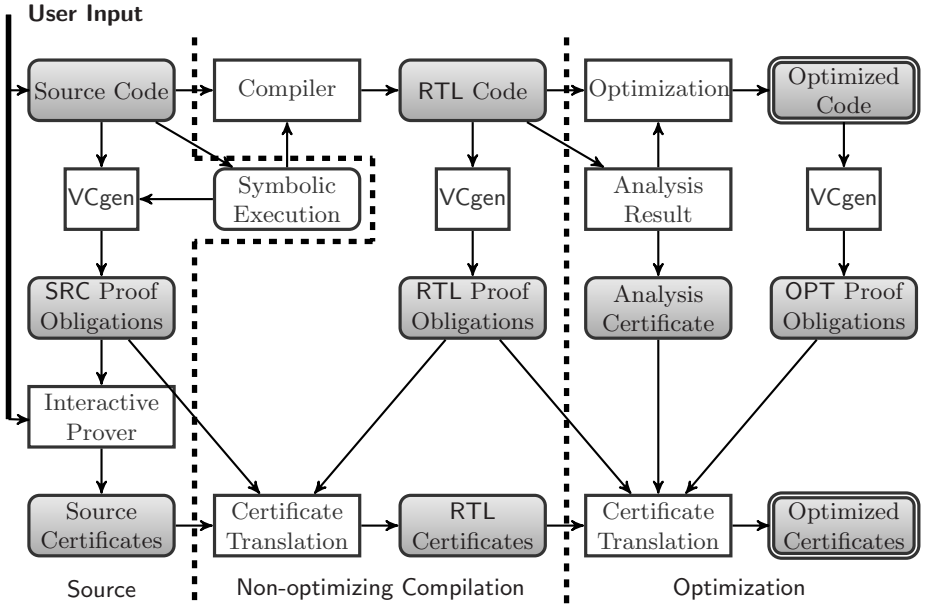 User Input
Source Code
Compiler
RTL Code
Optimization
Optimized
Code
VCgen
Symbolic
Execution
VCgen
Analysis
Result
VCgen
SRC Proof
Obligations
RTL Proof
Obligations
Analysis
Certificate
OPT Proof
Obligations
Interactive
Prover
Source
Certificates
Certificate
Translation
RTL
Certificates
Certificate
Translation
Optimized
Certificates
Source
Non-optimizing Compilation
Optimization